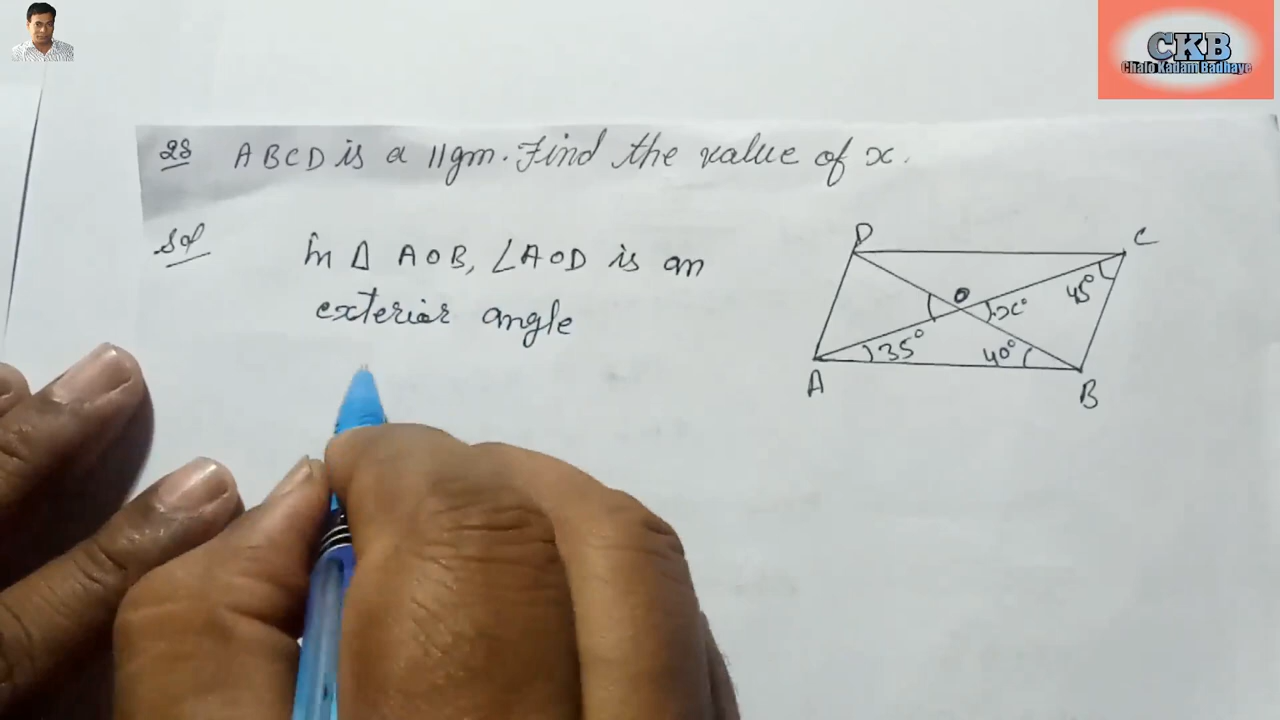 CKB
Chalo Kadam Badhaye
28 ABCD is a 11gm. Find the value of x.
Sol
In Δ AOB, ∠AOD is an
exterior angle
D
C
O
x°
45°
35°
40°
A
B